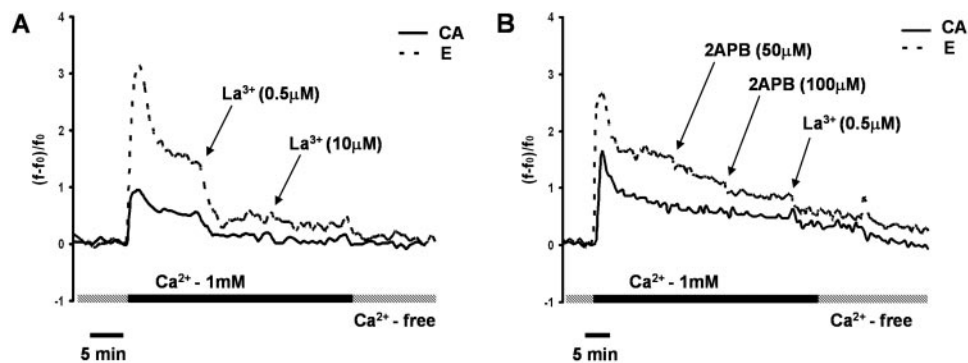 A
4
3
2
1
0
-1
(f-f₀)/f₀
CA
E
La³⁺ (0.5µM)
La³⁺ (10µM)
Ca²⁺ - 1mM
Ca²⁺ - free
5 min
B
4
3
2
1
0
-1
(f-f₀)/f₀
CA
E
2APB (50µM)
2APB (100µM)
La³⁺ (0.5µM)
Ca²⁺ - 1mM
Ca²⁺ - free
5 min